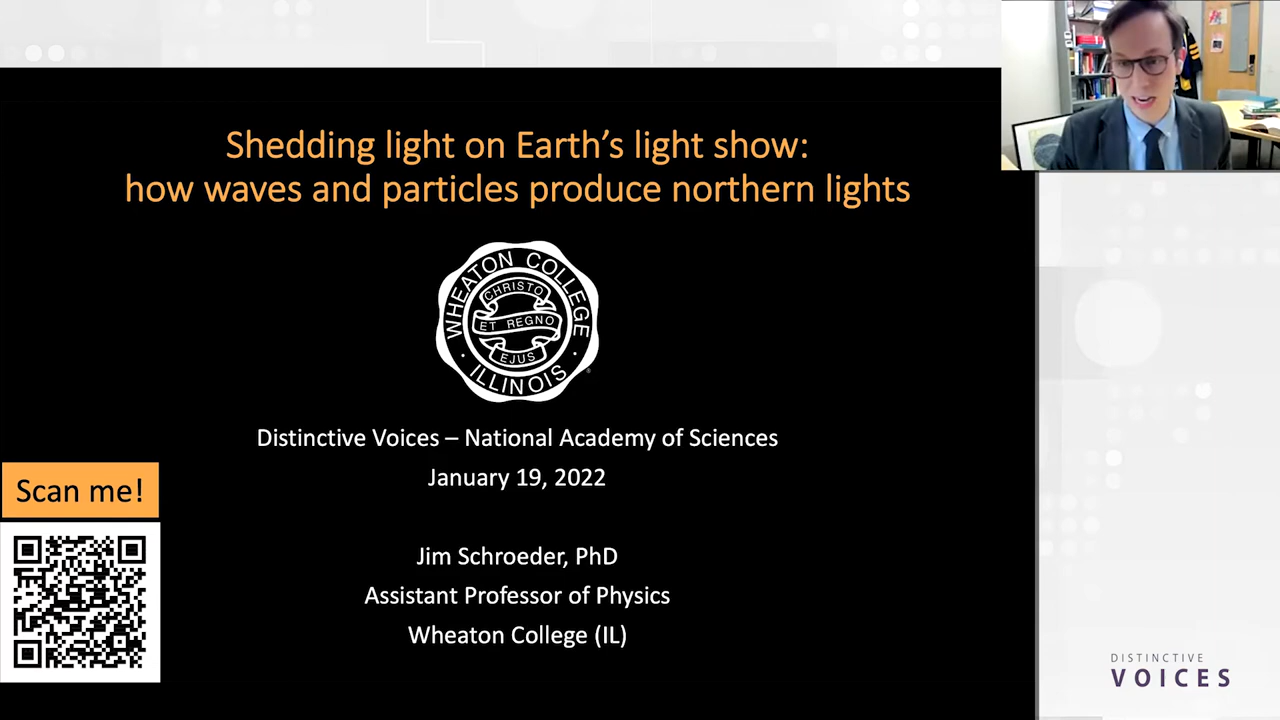 Shedding light on Earth's light show:
how waves and particles produce northern lights
WHEATON COLLEGE
CHRISTO
ET REGNO
EJUS
· ILLINOIS ·
Distinctive Voices – National Academy of Sciences
January 19, 2022
Scan me!
Jim Schroeder, PhD
Assistant Professor of Physics
Wheaton College (IL)
DISTINCTIVE
VOICES